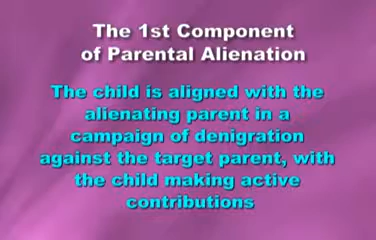 The 1st Component
of Parental Alienation
The child is aligned with the
alienating parent in a
campaign of denigration
against the target parent, with
the child making active
contributions